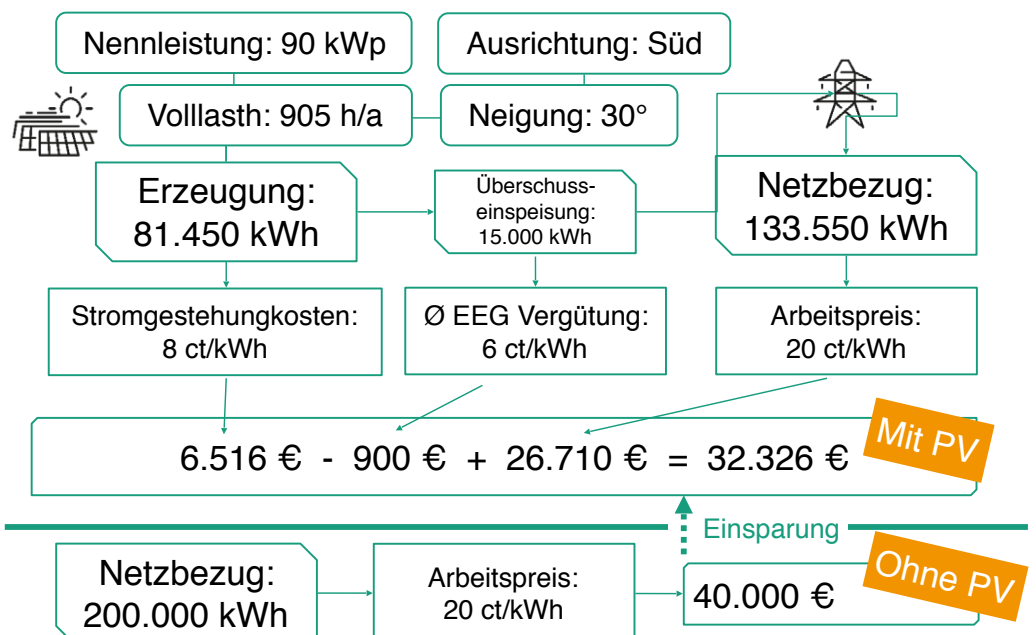 Nennleistung: 90 kWp
Ausrichtung: Süd
Volllasth: 905 h/a
Neigung: 30°
Erzeugung:
81.450 kWh
Überschuss-
einspeisung:
15.000 kWh
Netzbezug:
133.550 kWh
Stromgestehungkosten:
8 ct/kWh
Ø EEG Vergütung:
6 ct/kWh
Arbeitspreis:
20 ct/kWh
6.516 € - 900 € + 26.710 € = 32.326 €
Mit PV
Einsparung
Netzbezug:
200.000 kWh
Arbeitspreis:
20 ct/kWh
40.000 €
Ohne PV